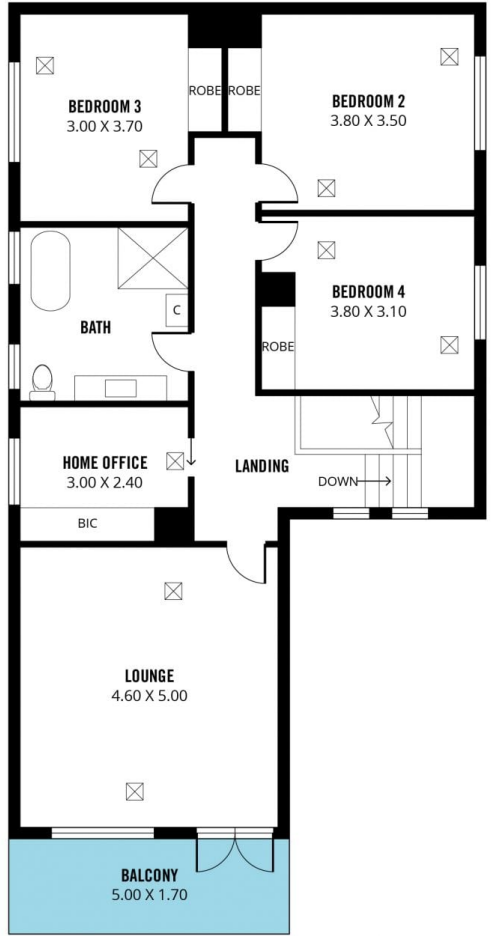 BEDROOM 3
3.00 X 3.70
ROBE
ROBE
BEDROOM 2
3.80 X 3.50
BEDROOM 4
3.80 X 3.10
ROBE
C
BATH
HOME OFFICE
3.00 X 2.40
BIC
LANDING
DOWN
LOUNGE
4.60 X 5.00
BALCONY
5.00 X 1.70